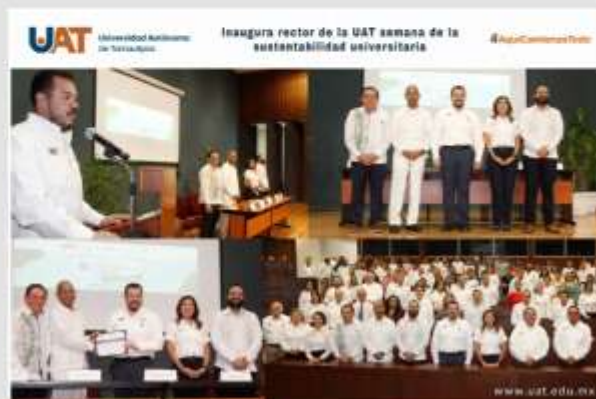 UAT
Universidad Autónoma
de Tamaulipas
Inaugura rector de la UAT semana de la
sustentabilidad universitaria
#AquíComienzaTodo
www.uat.edu.mx